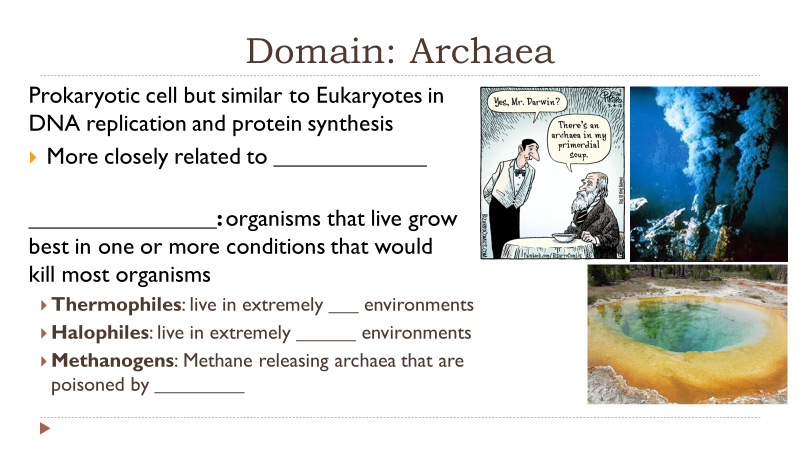 Domain: Archaea
Prokaryotic cell but similar to Eukaryotes in
DNA replication and protein synthesis
More closely related to _____________
________________: organisms that live grow
best in one or more conditions that would
kill most organisms
Thermophiles: live in extremely ___ environments
Halophiles: live in extremely ______ environments
Methanogens: Methane releasing archaea that are
poisoned by _________
Yes, Mr. Darwin?
There's an
archaea in my
primordial
soup.